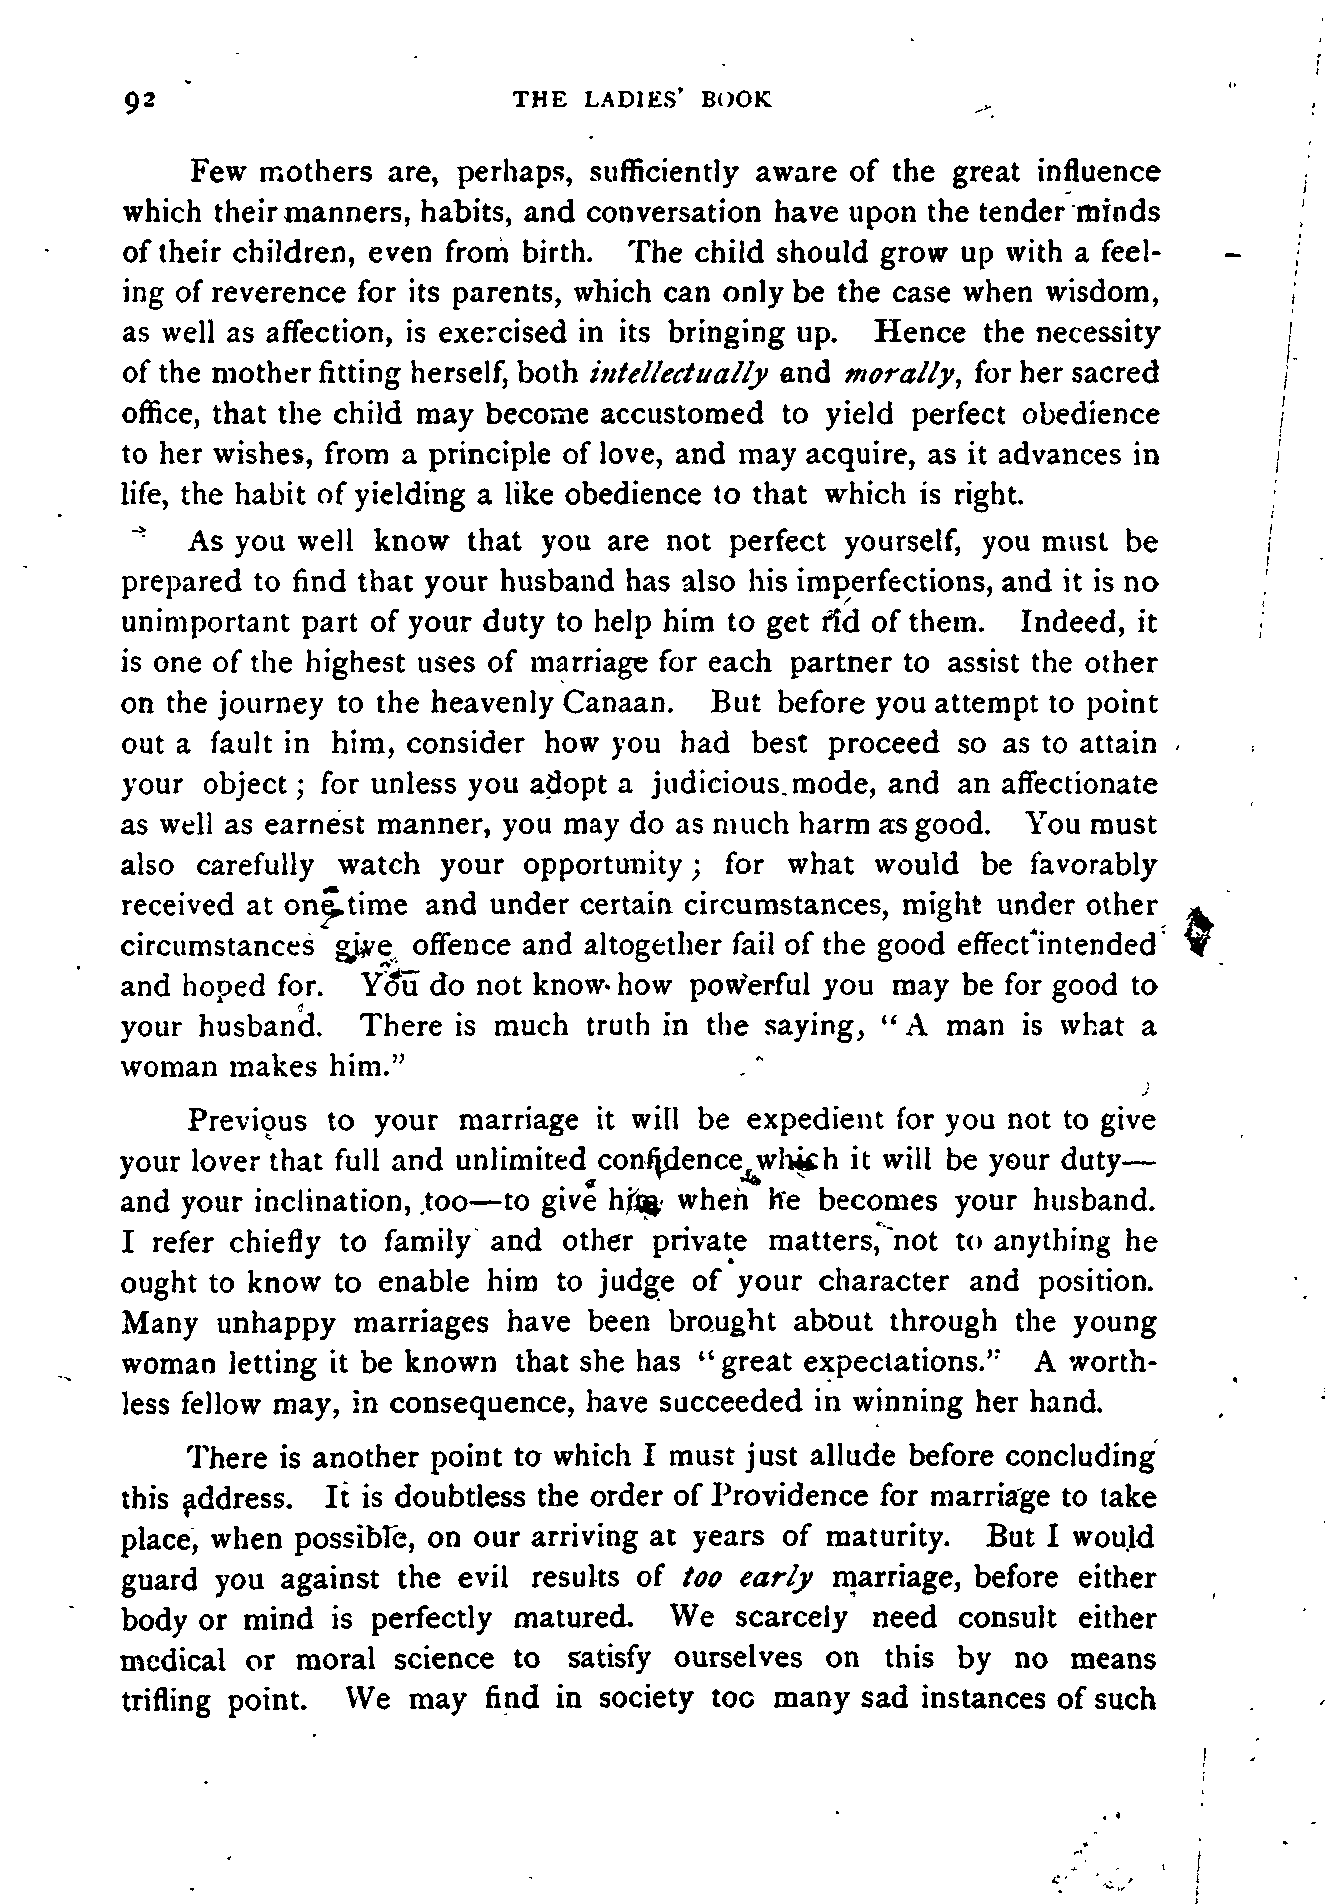 92 THE LADIES' BOOK
Few mothers are, perhaps, sufficiently aware of the great influence
which their manners, habits, and conversation have upon the tender minds
of their children, even from birth. The child should grow up with a feel-
ing of reverence for its parents, which can only be the case when wisdom,
as well as affection, is exercised in its bringing up. Hence the necessity
of the mother fitting herself, both intellectually and morally, for her sacred
office, that the child may become accustomed to yield perfect obedience
to her wishes, from a principle of love, and may acquire, as it advances in
life, the habit of yielding a like obedience to that which is right.
As you well know that you are not perfect yourself, you must be
prepared to find that your husband has also his imperfections, and it is no
unimportant part of your duty to help him to get rid of them. Indeed, it
is one of the highest uses of marriage for each partner to assist the other
on the journey to the heavenly Canaan. But before you attempt to point
out a fault in him, consider how you had best proceed so as to attain
your object; for unless you adopt a judicious mode, and an affectionate
as well as earnest manner, you may do as much harm as good. You must
also carefully watch your opportunity; for what would be favorably
received at one time and under certain circumstances, might under other
circumstances give offence and altogether fail of the good effect intended
and hoped for. You do not know how powerful you may be for good to
your husband. There is much truth in the saying, "A man is what a
woman makes him."
Previous to your marriage it will be expedient for you not to give
your lover that full and unlimited confidence which it will be your duty—
and your inclination, too—to give him when he becomes your husband.
I refer chiefly to family and other private matters, not to anything he
ought to know to enable him to judge of your character and position.
Many unhappy marriages have been brought about through the young
woman letting it be known that she has "great expectations." A worth-
less fellow may, in consequence, have succeeded in winning her hand.
There is another point to which I must just allude before concluding
this address. It is doubtless the order of Providence for marriage to take
place, when possible, on our arriving at years of maturity. But I would
guard you against the evil results of too early marriage, before either
body or mind is perfectly matured. We scarcely need consult either
medical or moral science to satisfy ourselves on this by no means
trifling point. We may find in society too many sad instances of such